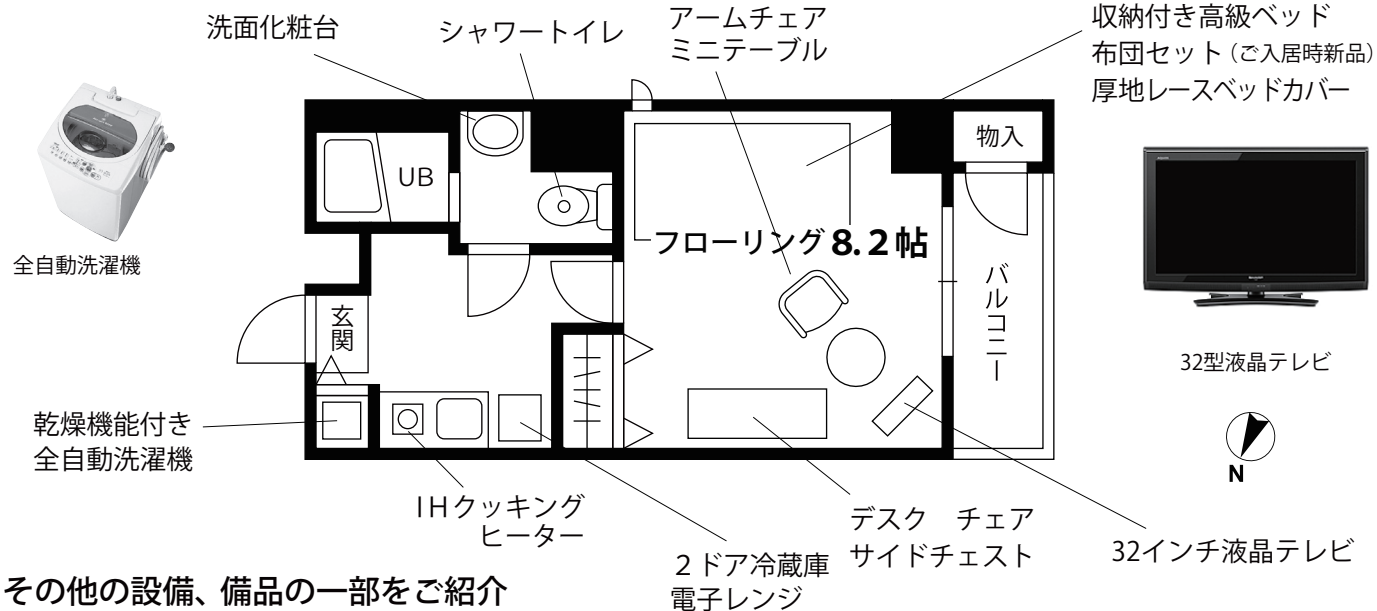 洗面化粧台
シャワートイレ
アームチェア
ミニテーブル
収納付き高級ベッド
布団セット（ご入居時新品）
厚地レースベッドカバー
物入
UB
フローリング 8.2帖
全自動洗濯機
バルコニー
玄関
32型液晶テレビ
N
乾燥機能付き
全自動洗濯機
IHクッキング
ヒーター
2ドア冷蔵庫
電子レンジ
デスク　チェア
サイドチェスト
32インチ液晶テレビ
その他の設備、備品の一部をご紹介